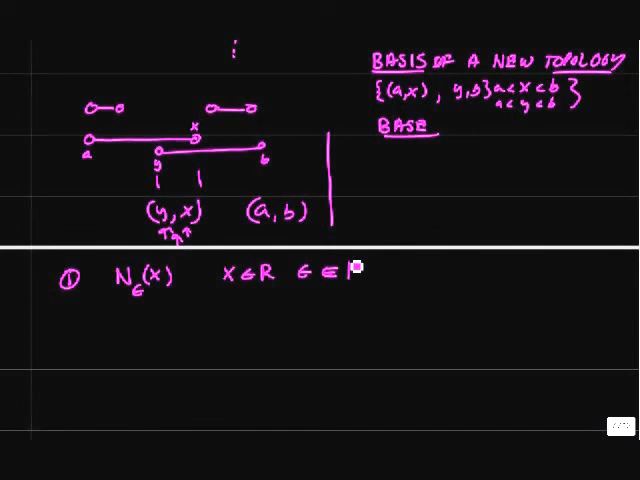 BASIS OF A NEW TOPOLOGY
{(a,x) , y,b} a<x<b
a<y<b }
BASE
x
a
y
b
(y, x) (a, b)
① N_ϵ(x) x ∈ R ϵ ∈